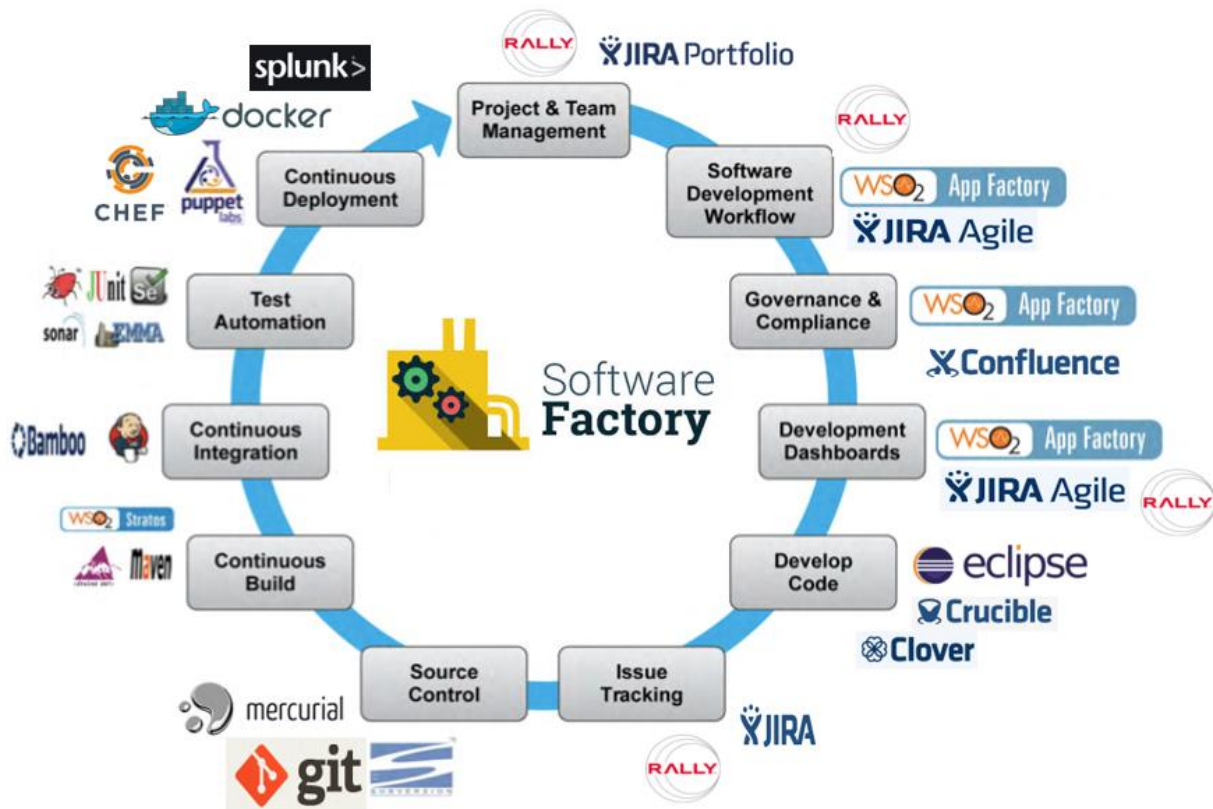 splunk>
docker
CHEF
puppet
labs
RALLY
JIRA Portfolio
Project & Team
Management
RALLY
Software
Development
Workflow
WSO2 App Factory
JIRA Agile
Continuous
Deployment
JUnit
Se
sonar
EMMA
Test
Automation
Governance &
Compliance
WSO2 App Factory
Confluence
Software
Factory
Bamboo
Continuous
Integration
Development
Dashboards
WSO2 App Factory
JIRA Agile
RALLY
WSO2 Stratos
maven
Continuous
Build
Develop
Code
eclipse
Crucible
Clover
Source
Control
Issue
Tracking
mercurial
git
SUBVERSION
JIRA
RALLY